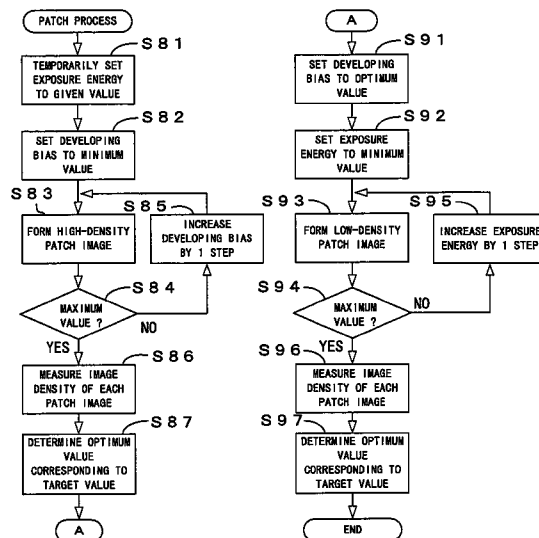 PATCH PROCESS
S81
TEMPORARILY SET
EXPOSURE ENERGY
TO GIVEN VALUE
S82
SET DEVELOPING
BIAS TO MINIMUM
VALUE
S83
S85
FORM HIGH-DENSITY
PATCH IMAGE
INCREASE
DEVELOPING BIAS
BY 1 STEP
S84
MAXIMUM
VALUE ?
NO
YES
S86
MEASURE IMAGE
DENSITY OF EACH
PATCH IMAGE
S87
DETERMINE OPTIMUM
VALUE
CORRESPONDING TO
TARGET VALUE
A
A
S91
SET DEVELOPING
BIAS TO OPTIMUM
VALUE
S92
SET EXPOSURE
ENERGY TO MINIMUM
VALUE
S93
S95
FORM LOW-DENSITY
PATCH IMAGE
INCREASE EXPOSURE
ENERGY BY 1 STEP
S94
MAXIMUM
VALUE ?
NO
YES
S96
MEASURE IMAGE
DENSITY OF EACH
PATCH IMAGE
S97
DETERMINE OPTIMUM
VALUE
CORRESPONDING TO
TARGET VALUE
END